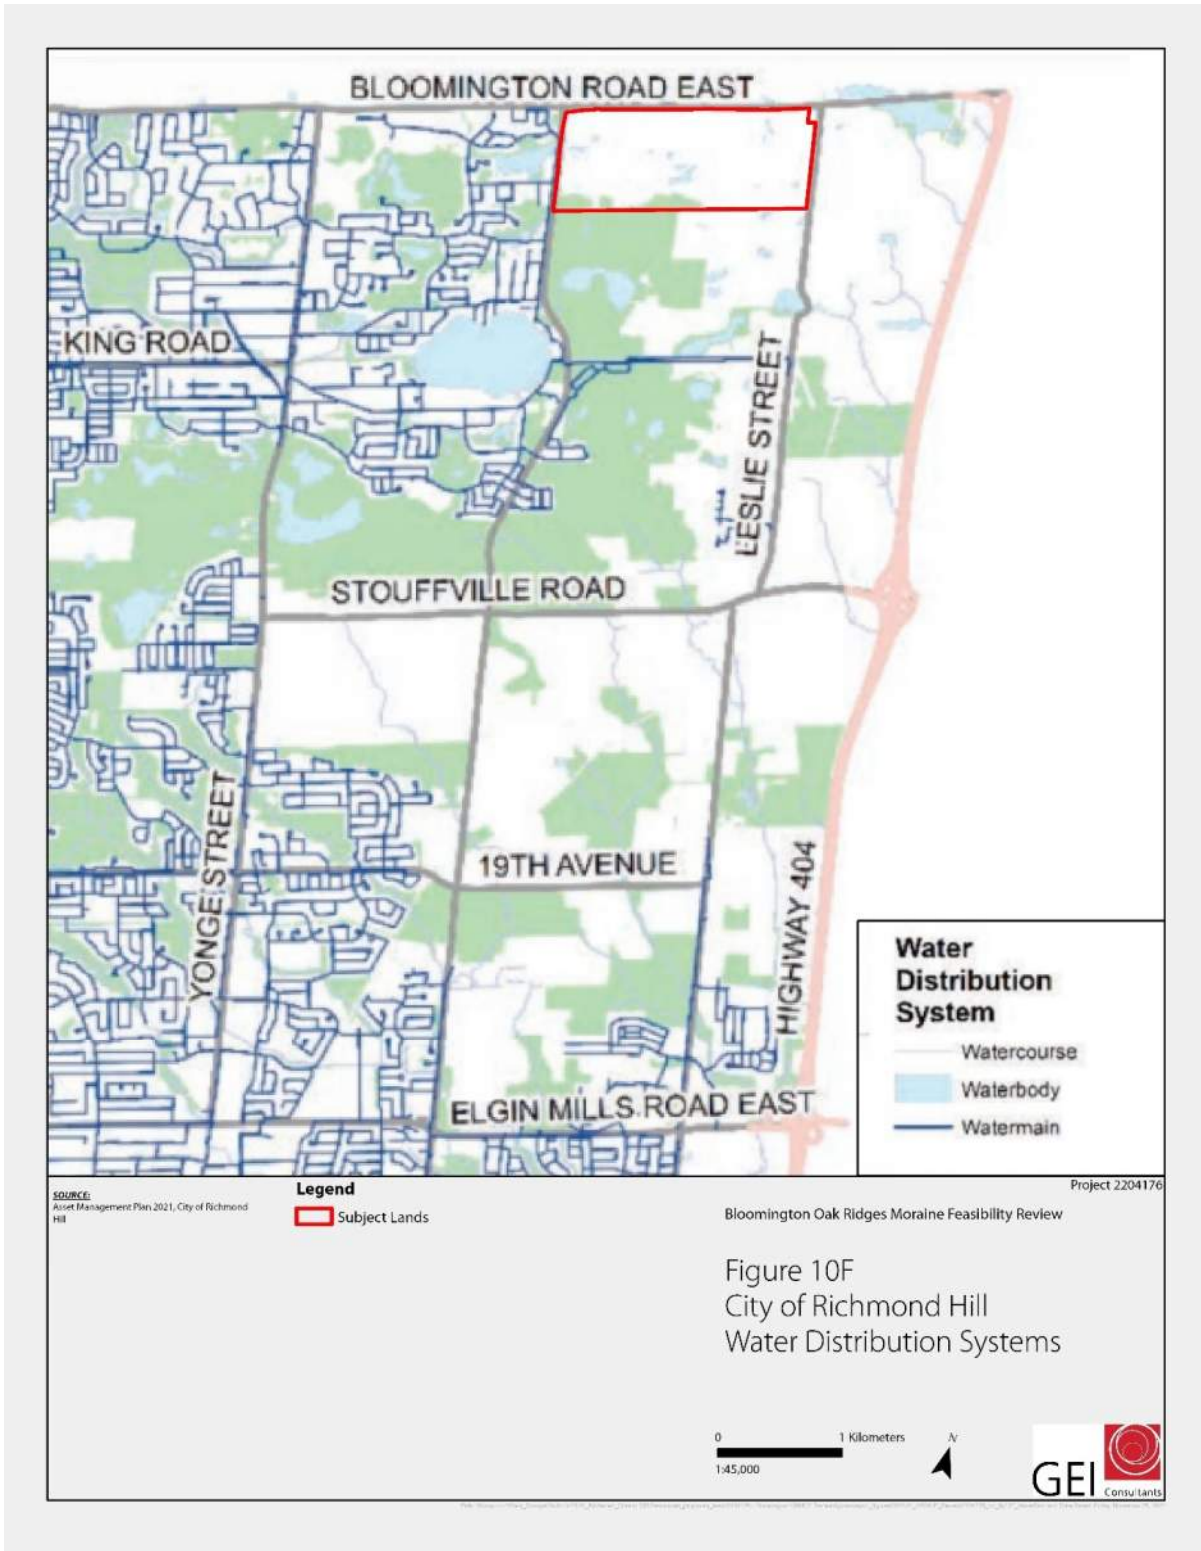 BLOOMINGTON ROAD EAST
KING ROAD
LESLIE STREET
STOUFFVILLE ROAD
19TH AVENUE
YONGE STREET
HIGHWAY 404
ELGIN MILLS ROAD EAST
Water
Distribution
System
Watercourse
Waterbody
Watermain
SOURCE:
Asset Management Plan 2021, City of Richmond
Hill
Legend
Subject Lands
Project 2204176
Bloomington Oak Ridges Moraine Feasibility Review
Figure 10F
City of Richmond Hill
Water Distribution Systems
0 1 Kilometers N
1:45,000
GEI
Consultants